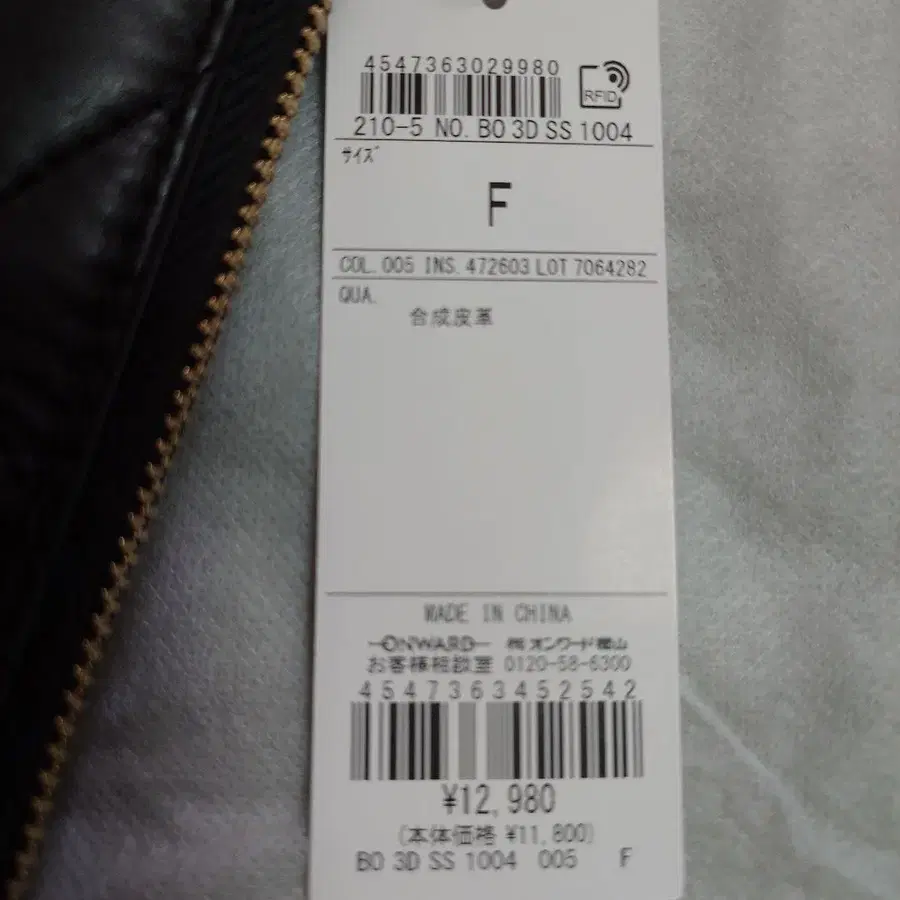 4547363029980
RFID
210-5 NO. BO 3D SS 1004
ｻｲｽﾞ
F
COL. 005 INS. 472603 LOT 7064282
QUA.
合成皮革
MADE IN CHINA
ONWARD ㈱オンワード樫山
お客様相談室 0120-58-6300
4547363452542
¥12,980
(本体価格 ¥11,800)
BO 3D SS 1004 005 F